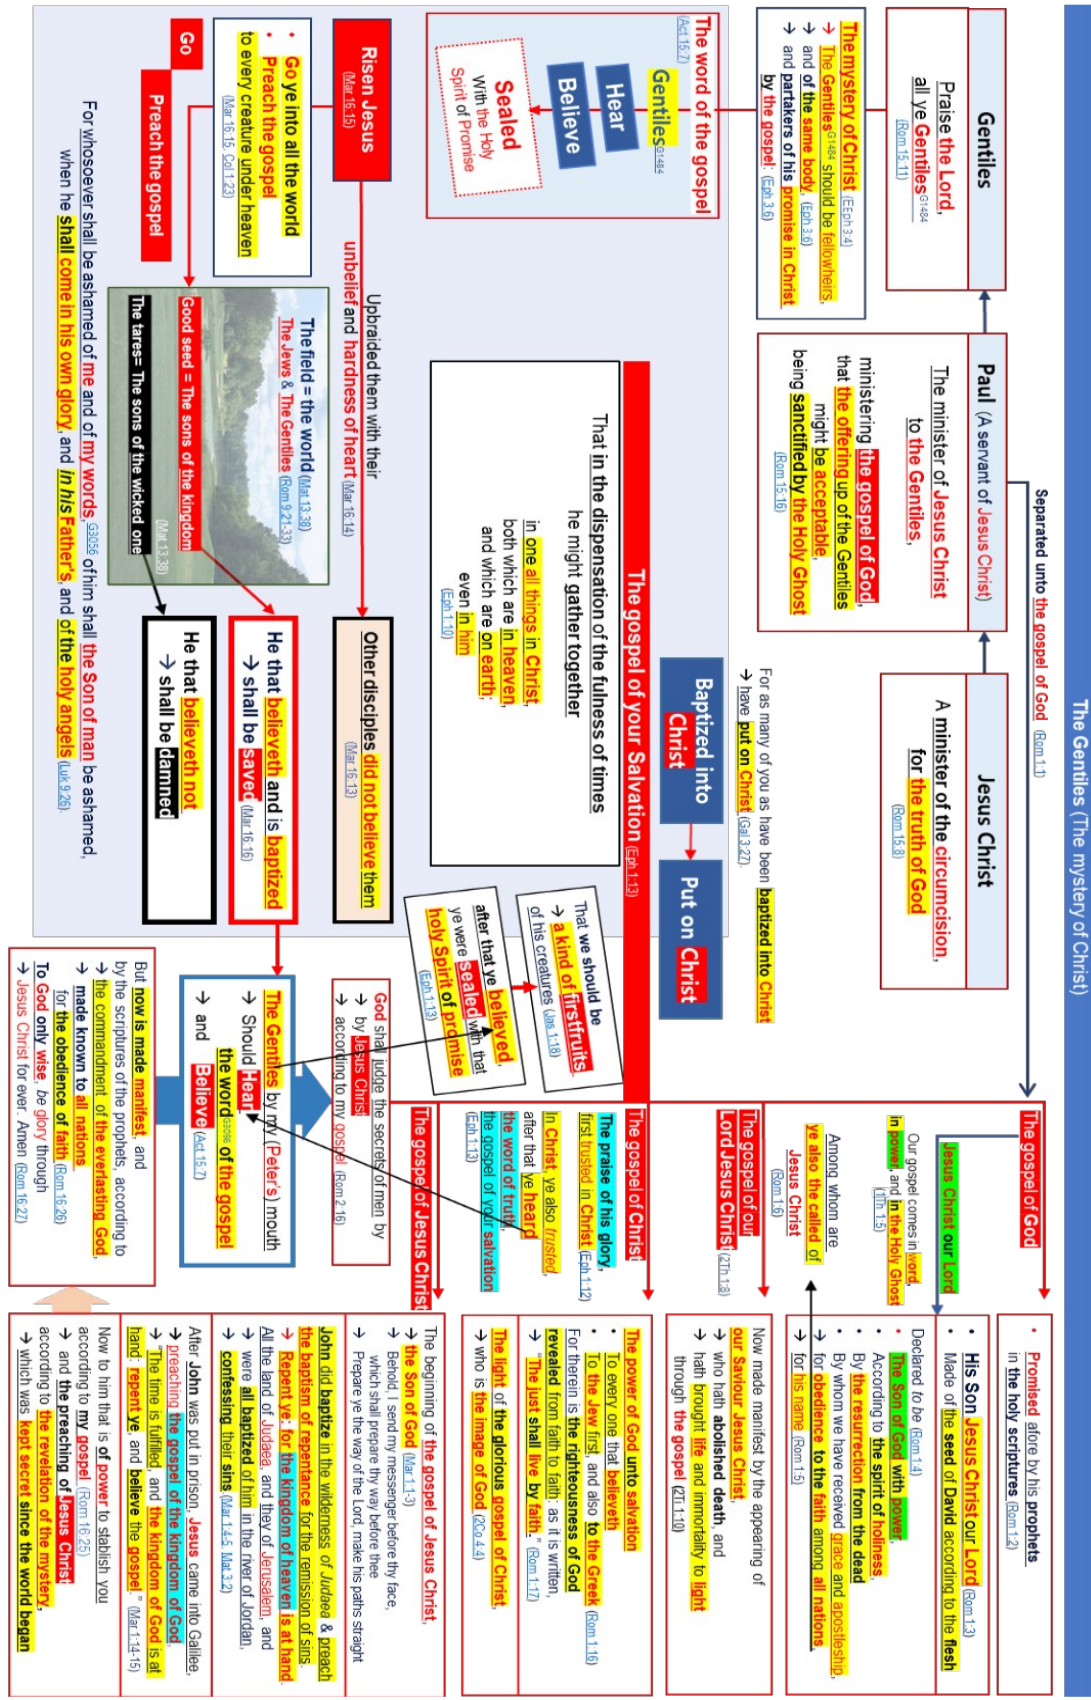 The Gentiles (The mystery of Christ)
Gentiles
Praise the Lord,
all ye Gentiles G1484
(Rom 15:11)
The mystery of Christ (EEph 3:4)
→ The Gentiles G1484 should be fellowheirs,
→ and of the same body, (Eph 3:6)
→ and partakers of his promise in Christ
by the gospel: (Eph 3:6)
Paul (A servant of Jesus Christ)
The minister of Jesus Christ
to the Gentiles,
ministering the gospel of God,
that the offering up of the Gentiles
might be acceptable,
being sanctified by the Holy Ghost
(Rom 15:16)
Separated unto the gospel of God (Rom 1:1)
Jesus Christ
A minister of the circumcision,
for the truth of God
(Rom 15:8)
The word of the gospel
(Act 15:7)
Gentiles G1484
Hear
Believe
Sealed
With the Holy
Spirit of Promise
For as many of you as have been baptized into Christ
→ have put on Christ (Gal 3:27).
Baptized into
Christ
Put on Christ
The gospel of your Salvation (Eph 1:13)
That in the dispensation of the fulness of times
he might gather together
in one all things in Christ,
both which are in heaven,
and which are on earth;
even in him
(Eph 1:10)
Risen Jesus
(Mar 16:15)
Upbraided them with their
unbelief and hardness of heart (Mar 16:14)
Other disciples did not believe them
(Mar 16:13)
• Go ye into all the world
• Preach the gospel
to every creature under heaven
(Mar 16:15, Col 1:23)
Go
Preach the gospel
The field = the world (Mat 13:38)
The Jews & The Gentiles (Rom 9:21-33)
Good seed = The sons of the kingdom
The tares= The sons of the wicked one
(Mat 13:38)
He that believeth and is baptized
→ shall be saved (Mar 16:16)
He that believeth not
→ shall be damned
For whosoever shall be ashamed of me and of my words, G3056 of him shall the Son of man be ashamed,
when he shall come in his own glory, and in his Father's, and of the holy angels (Luk 9:26).
That we should be
→ a kind of firstfruits
of his creatures (Jas 1:18)
after that ye believed,
ye were sealed with that
holy Spirit of promise
(Eph 1:13)
God shall judge the secrets of men by
→ by Jesus Christ
→ according to my gospel (Rom 2:16)
The Gentiles by my (Peter's) mouth
→ Should Hear
the word G3056 of the gospel
→ and Believe (Act 15:7)
But now is made manifest, and
by the scriptures of the prophets, according to
→ the commandment of the everlasting God,
→ made known to all nations
for the obedience of faith (Rom 16:26)
To God only wise, be glory through
→ Jesus Christ for ever. Amen (Rom 16:27)
The gospel of God
• Promised afore by his prophets
in the holy scriptures (Rom 1:2)
Jesus Christ our Lord
Our gospel comes in word,
in power, and in the Holy Ghost
(1Th 1:5)
• His Son Jesus Christ our Lord (Rom 1:3)
• Made of the seed of David according to the flesh
Declared to be (Rom 1:4)
• The Son of God with power,
• According to the spirit of holiness,
• By the resurrection from the dead
• By whom we have received grace and apostleship,
→ for obedience to the faith among all nations,
→ for his name (Rom 1:5)
Among whom are
ye also the called of
Jesus Christ
(Rom 1:6)
The gospel of our
Lord Jesus Christ (2Th 1:8)
Now made manifest by the appearing of
our Saviour Jesus Christ,
→ who hath abolished death, and
→ hath brought life and immortality to light
through the gospel (2Ti 1:10)
The gospel of Christ
The praise of his glory,
first trusted in Christ (Eph 1:12)
In Christ, ye also trusted,
after that ye heard
the word of truth,
the gospel of your salvation
(Eph 1:13)
The power of God unto salvation
• To every one that believeth
• To the Jew first, and also to the Greek (Rom 1:16)
For therein is the righteousness of God
revealed from faith to faith: as it is written,
→ “The just shall live by faith.” (Rom 1:17)
The light of the glorious gospel of Christ,
→ who is the image of God (2Co 4:4)
The gospel of Jesus Christ
The beginning of the gospel of Jesus Christ,
→ the Son of God (Mar 1:1-3)
→ Behold, I send my messenger before thy face,
which shall prepare thy way before thee
→ Prepare ye the way of the Lord, make his paths straight
John did baptize in the wilderness of Judaea & preach
the baptism of repentance for the remission of sins.
→ Repent ye: for the kingdom of heaven is at hand.
All the land of Judaea, and they of Jerusalem, and
→ were all baptized of him in the river of Jordan,
→ confessing their sins (Mar 1:4-5 Mat 3:2)
After John was put in prison, Jesus came into Galilee,
→ preaching the gospel of the kingdom of God,
→ “The time is fulfilled, and the kingdom of God is at
hand: repent ye, and believe the gospel.” (Mar 1:14-15)
Now to him that is of power to stablish you
according to my gospel (Rom 16:25)
→ and the preaching of Jesus Christ
according to the revelation of the mystery,
→ which was kept secret since the world began